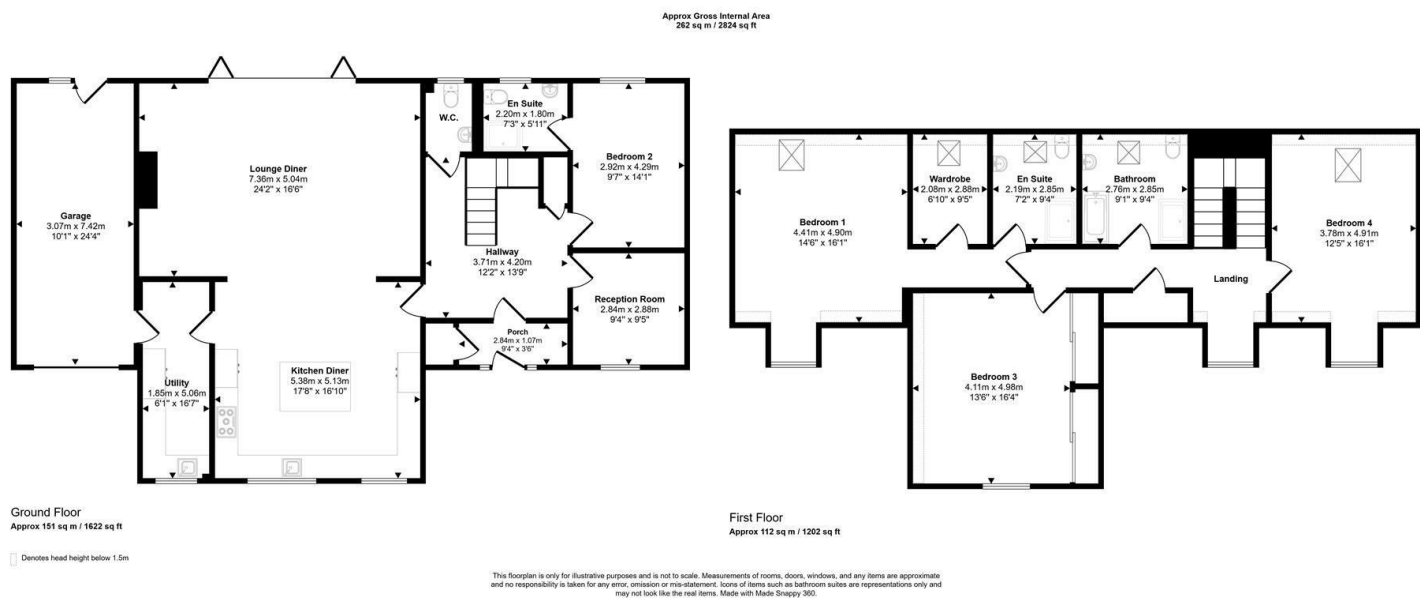 Approx Gross Internal Area
262 sq m / 2824 sq ft
Garage
3.07m x 7.42m
10'1" x 24'4"
Lounge Diner
7.36m x 5.04m
24'2" x 16'6"
W.C.
En Suite
2.20m x 1.80m
7'3" x 5'11"
Bedroom 2
2.92m x 4.29m
9'7" x 14'1"
Hallway
3.71m x 4.20m
12'2" x 13'9"
Reception Room
2.84m x 2.88m
9'4" x 9'5"
Porch
2.84m x 1.07m
9'4" x 3'6"
Utility
1.85m x 5.06m
6'1" x 16'7"
Kitchen Diner
5.38m x 5.13m
17'8" x 16'10"
Bedroom 1
4.41m x 4.90m
14'6" x 16'1"
Wardrobe
2.08m x 2.88m
6'10" x 9'5"
En Suite
2.19m x 2.85m
7'2" x 9'4"
Bathroom
2.76m x 2.85m
9'1" x 9'4"
Bedroom 4
3.78m x 4.91m
12'5" x 16'1"
Landing
Bedroom 3
4.11m x 4.98m
13'6" x 16'4"
Ground Floor
Approx 151 sq m / 1622 sq ft
First Floor
Approx 112 sq m / 1202 sq ft
Denotes head height below 1.5m
This floorplan is only for illustrative purposes and is not to scale. Measurements of rooms, doors, windows, and any items are approximate
and no responsibility is taken for any error, omission or mis-statement. Icons of items such as bathroom suites are representations only and
may not look like the real items. Made with Made Snappy 360.